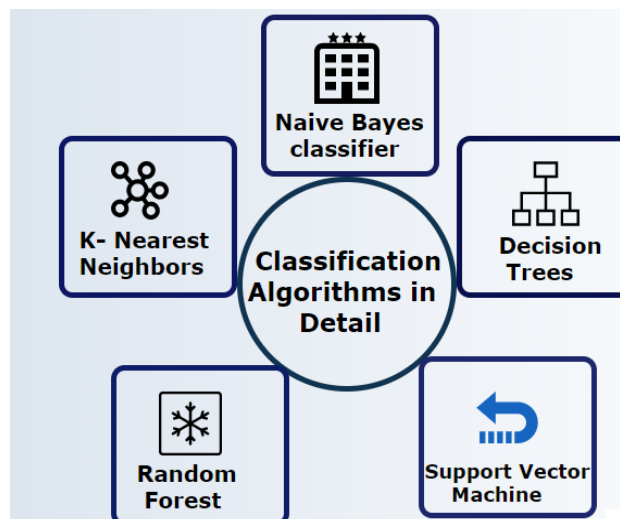 Naive Bayes
classifier
K- Nearest
Neighbors
Decision
Trees
Classification
Algorithms in
Detail
Random
Forest
Support Vector
Machine